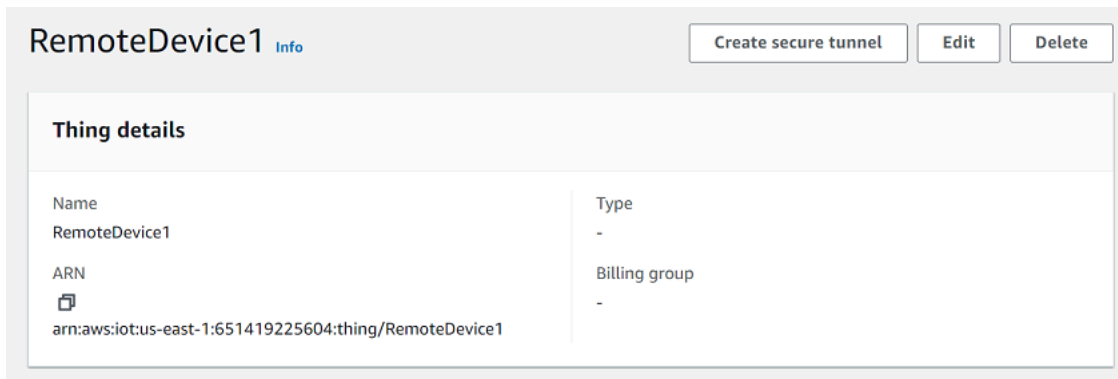 RemoteDevice1 Info
Create secure tunnel
Edit
Delete
Thing details
Name
RemoteDevice1
ARN
arn:aws:iot:us-east-1:651419225604:thing/RemoteDevice1
Type
-
Billing group
-